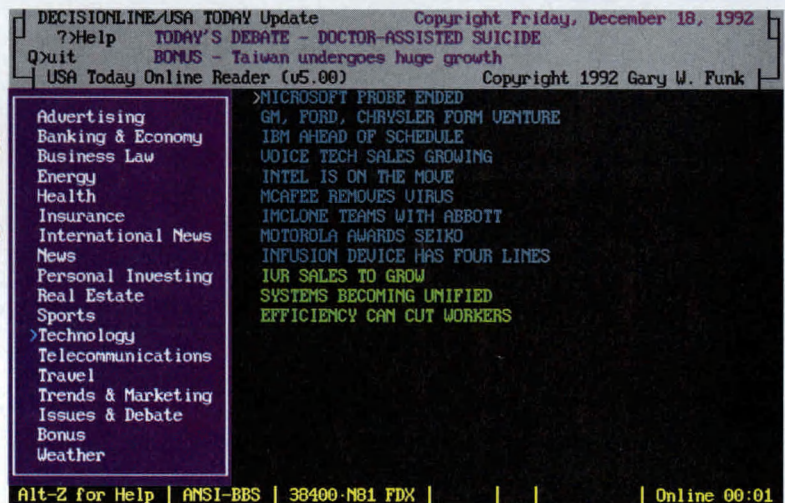 DECISIONLINE/USA TODAY Update Copyright Friday, December 18, 1992
?>Help TODAY'S DEBATE - DOCTOR-ASSISTED SUICIDE
Q>uit BONUS - Taiwan undergoes huge growth
USA Today Online Reader (v5.00) Copyright 1992 Gary W. Funk
Advertising
Banking & Economy
Business Law
Energy
Health
Insurance
International News
News
Personal Investing
Real Estate
Sports
>Technology
Telecommunications
Travel
Trends & Marketing
Issues & Debate
Bonus
Weather
>MICROSOFT PROBE ENDED
GM, FORD, CHRYSLER FORM VENTURE
IBM AHEAD OF SCHEDULE
VOICE TECH SALES GROWING
INTEL IS ON THE MOVE
MCAFEE REMOVES VIRUS
IMCLONE TEAMS WITH ABBOTT
MOTOROLA AWARDS SEIKO
INFUSION DEVICE HAS FOUR LINES
IVR SALES TO GROW
SYSTEMS BECOMING UNIFIED
EFFICIENCY CAN CUT WORKERS
Alt-Z for Help | ANSI-BBS | 38400·N81 FDX | | | | Online 00:01